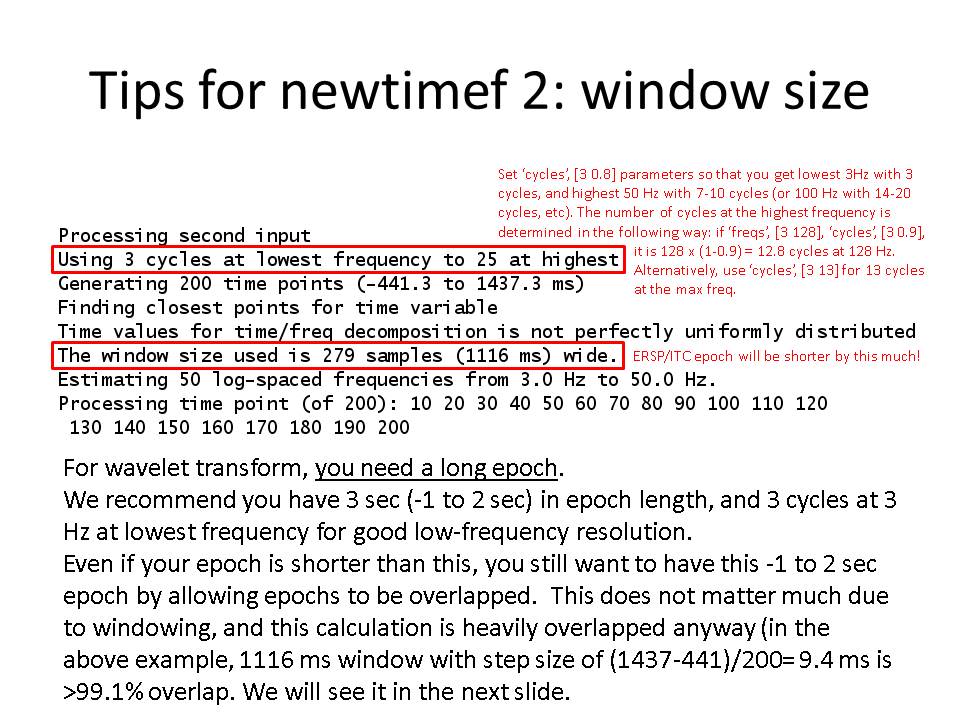 Tips for newtimef 2: window size
Set ‘cycles’, [3 0.8] parameters so that you get lowest 3Hz with 3
cycles, and highest 50 Hz with 7-10 cycles (or 100 Hz with 14-20
cycles, etc). The number of cycles at the highest frequency is
determined in the following way: if ‘freqs’, [3 128], ‘cycles’, [3 0.9],
it is 128 x (1-0.9) = 12.8 cycles at 128 Hz.
Alternatively, use ‘cycles’, [3 13] for 13 cycles
at the max freq.
Processing second input
Using 3 cycles at lowest frequency to 25 at highest
Generating 200 time points (-441.3 to 1437.3 ms)
Finding closest points for time variable
Time values for time/freq decomposition is not perfectly uniformly distributed
The window size used is 279 samples (1116 ms) wide.
ERSP/ITC epoch will be shorter by this much!
Estimating 50 log-spaced frequencies from 3.0 Hz to 50.0 Hz.
Processing time point (of 200): 10 20 30 40 50 60 70 80 90 100 110 120
130 140 150 160 170 180 190 200
For wavelet transform, you need a long epoch.
We recommend you have 3 sec (-1 to 2 sec) in epoch length, and 3 cycles at 3
Hz at lowest frequency for good low-frequency resolution.
Even if your epoch is shorter than this, you still want to have this -1 to 2 sec
epoch by allowing epochs to be overlapped.  This does not matter much due
to windowing, and this calculation is heavily overlapped anyway (in the
above example, 1116 ms window with step size of (1437-441)/200= 9.4 ms is
>99.1% overlap. We will see it in the next slide.